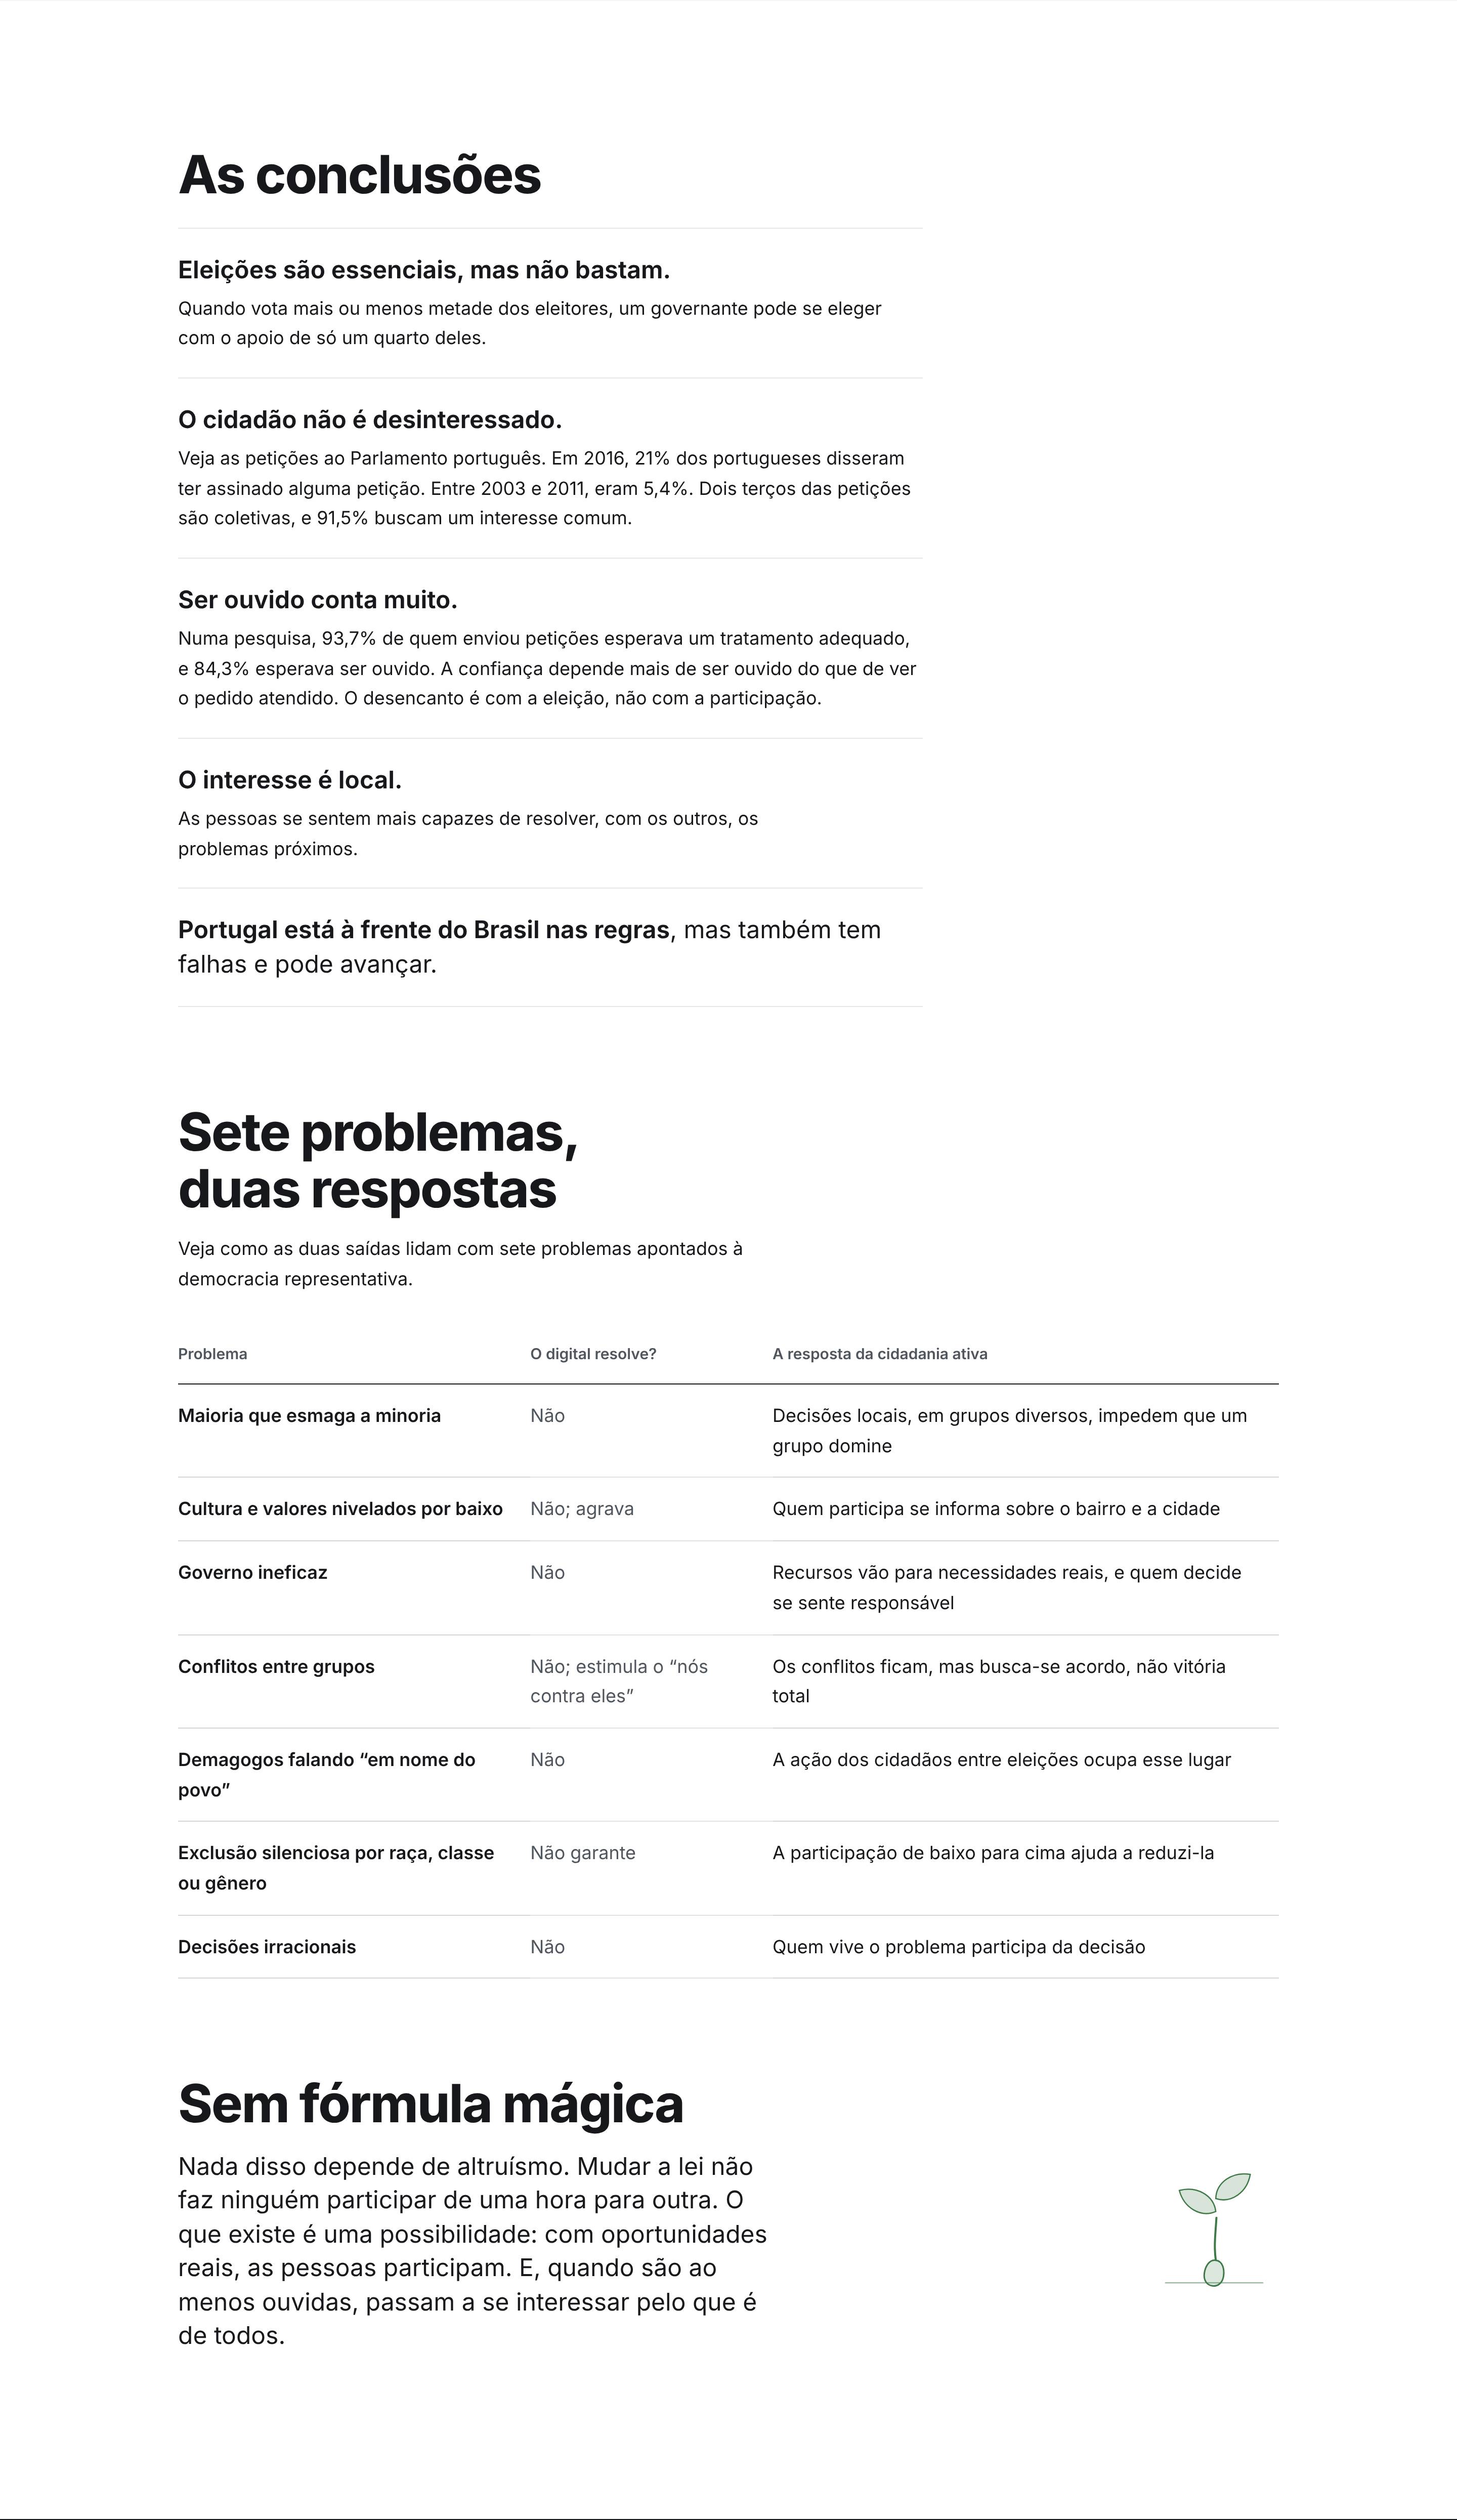 As conclusões
Eleições são essenciais, mas não bastam.
Quando vota mais ou menos metade dos eleitores, um governante pode se eleger
com o apoio de só um quarto deles.
O cidadão não é desinteressado.
Veja as petições ao Parlamento português. Em 2016, 21% dos portugueses disseram
ter assinado alguma petição. Entre 2003 e 2011, eram 5,4%. Dois terços das petições
são coletivas, e 91,5% buscam um interesse comum.
Ser ouvido conta muito.
Numa pesquisa, 93,7% de quem enviou petições esperava um tratamento adequado,
e 84,3% esperava ser ouvido. A confiança depende mais de ser ouvido do que de ver
o pedido atendido. O desencanto é com a eleição, não com a participação.
O interesse é local.
As pessoas se sentem mais capazes de resolver, com os outros, os
problemas próximos.
Portugal está à frente do Brasil nas regras, mas também tem
falhas e pode avançar.
Sete problemas,
duas respostas
Veja como as duas saídas lidam com sete problemas apontados à
democracia representativa.
Problema O digital resolve? A resposta da cidadania ativa
Maioria que esmaga a minoria Não Decisões locais, em grupos diversos, impedem que um
grupo domine
Cultura e valores nivelados por baixo Não; agrava Quem participa se informa sobre o bairro e a cidade
Governo ineficaz Não Recursos vão para necessidades reais, e quem decide
se sente responsável
Conflitos entre grupos Não; estimula o “nós Os conflitos ficam, mas busca-se acordo, não vitória
contra eles” total
Demagogos falando “em nome do Não A ação dos cidadãos entre eleições ocupa esse lugar
povo”
Exclusão silenciosa por raça, classe Não garante A participação de baixo para cima ajuda a reduzi-la
ou gênero
Decisões irracionais Não Quem vive o problema participa da decisão
Sem fórmula mágica
Nada disso depende de altruísmo. Mudar a lei não
faz ninguém participar de uma hora para outra. O
que existe é uma possibilidade: com oportunidades
reais, as pessoas participam. E, quando são ao
menos ouvidas, passam a se interessar pelo que é
de todos.